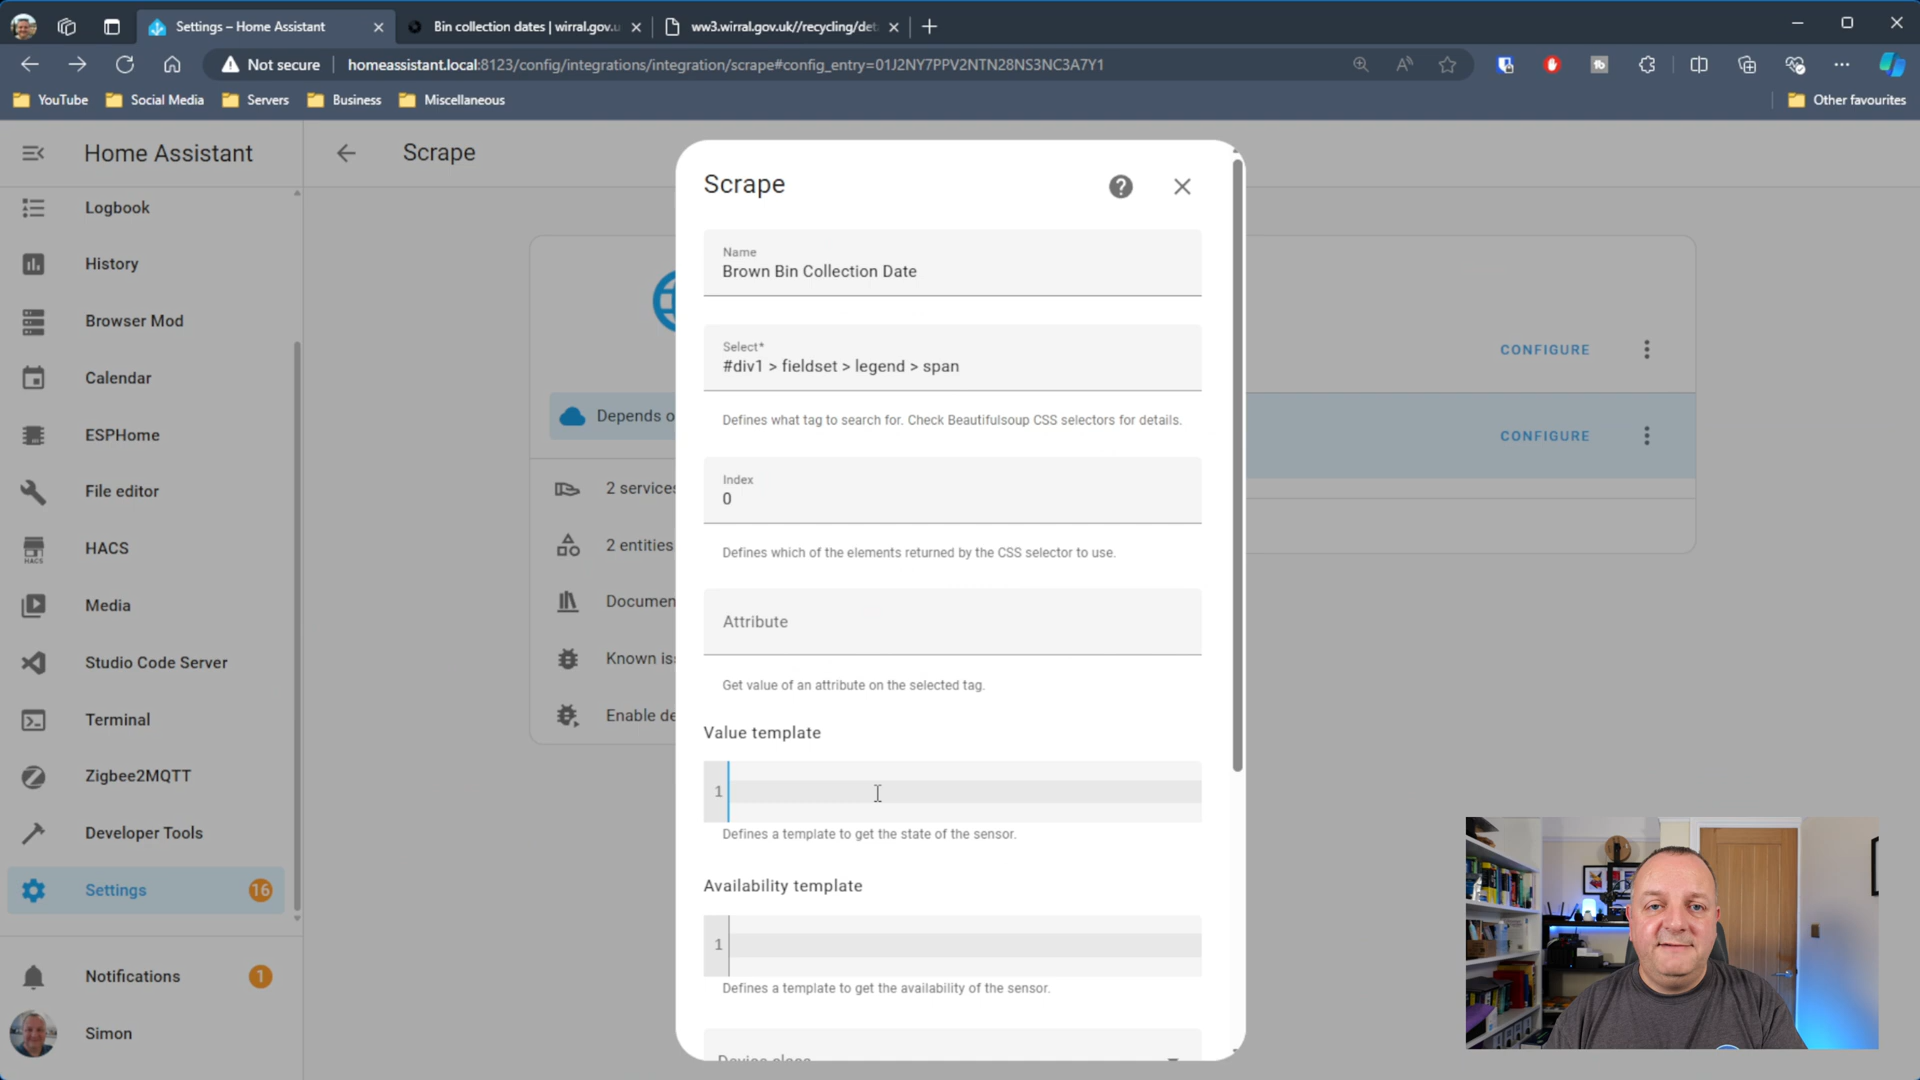 Settings – Home Assistant
Bin collection dates | wirral.gov.u
ww3.wirral.gov.uk//recycling/det
Not secure
homeassistant.local:8123/config/integrations/integration/scrape#config_entry=01J2NY7PPV2NTN28NS3NC3A7Y1
YouTube
Social Media
Servers
Business
Miscellaneous
Other favourites
Home Assistant
Scrape
Logbook
History
Browser Mod
Calendar
ESPHome
File editor
HACS
HACS
Media
Studio Code Server
Terminal
Zigbee2MQTT
Developer Tools
Settings
16
Notifications
1
Simon
Depends o
2 services
2 entities
Documen
Known is
Enable de
Scrape
Name
Brown Bin Collection Date
Select*
#div1 > fieldset > legend > span
Defines what tag to search for. Check Beautifulsoup CSS selectors for details.
Index
0
Defines which of the elements returned by the CSS selector to use.
Attribute
Get value of an attribute on the selected tag.
Value template
1
Defines a template to get the state of the sensor.
Availability template
1
Defines a template to get the availability of the sensor.
Device class
CONFIGURE
CONFIGURE